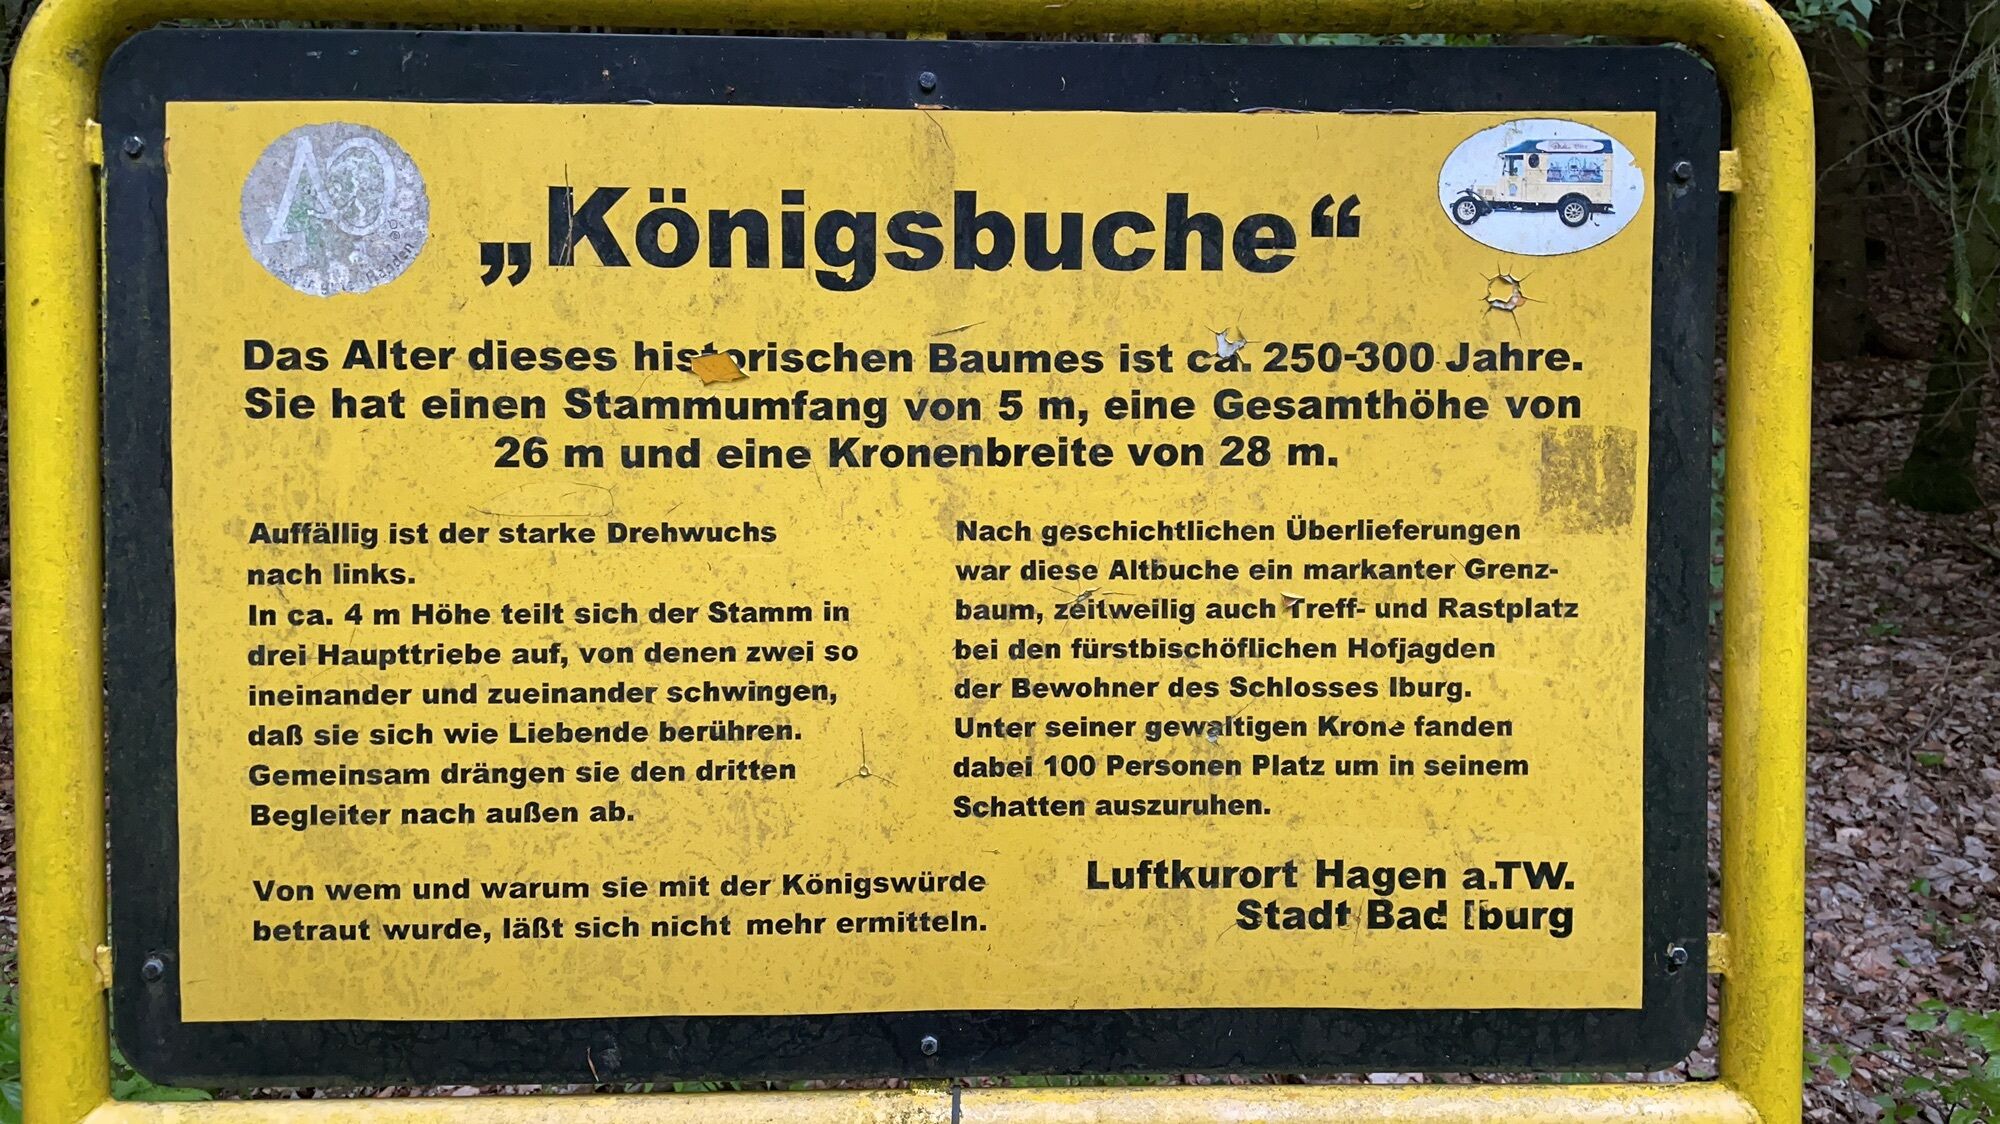 „Königsbuche“
Das Alter dieses historischen Baumes ist ca. 250-300 Jahre.
Sie hat einen Stammumfang von 5 m, eine Gesamthöhe von
26 m und eine Kronenbreite von 28 m.
Auffällig ist der starke Drehwuchs
nach links.
In ca. 4 m Höhe teilt sich der Stamm in
drei Haupttriebe auf, von denen zwei so
ineinander und zueinander schwingen,
daß sie sich wie Liebende berühren.
Gemeinsam drängen sie den dritten
Begleiter nach außen ab.
Von wem und warum sie mit der Königswürde
betraut wurde, läßt sich nicht mehr ermitteln.
Nach geschichtlichen Überlieferungen
war diese Altbuche ein markanter Grenz-
baum, zeitweilig auch Treff- und Rastplatz
bei den fürstbischöflichen Hofjagden
der Bewohner des Schlosses Iburg.
Unter seiner gewaltigen Krone fanden
dabei 100 Personen Platz um in seinem
Schatten auszuruhen.
Luftkurort Hagen a.TW.
Stadt Bad Iburg